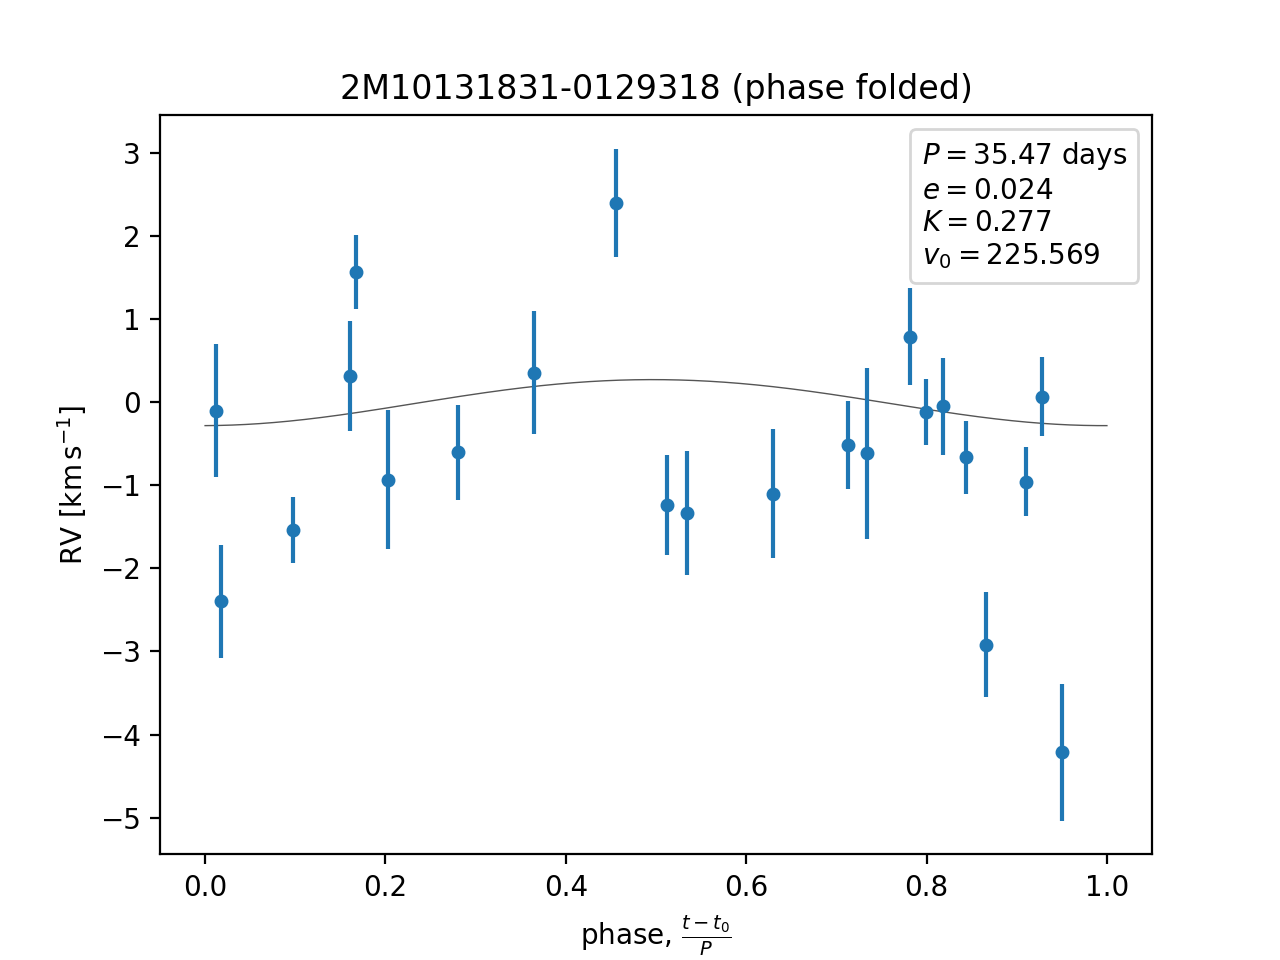 2M10131831-0129318 (phase folded)
P = 35.47 days
e = 0.024
K = 0.277
v₀ = 225.569
3
2
1
0
−1
−2
−3
−4
−5
RV [km s⁻¹]
0.0 0.2 0.4 0.6 0.8 1.0
phase, (t − t₀)/P